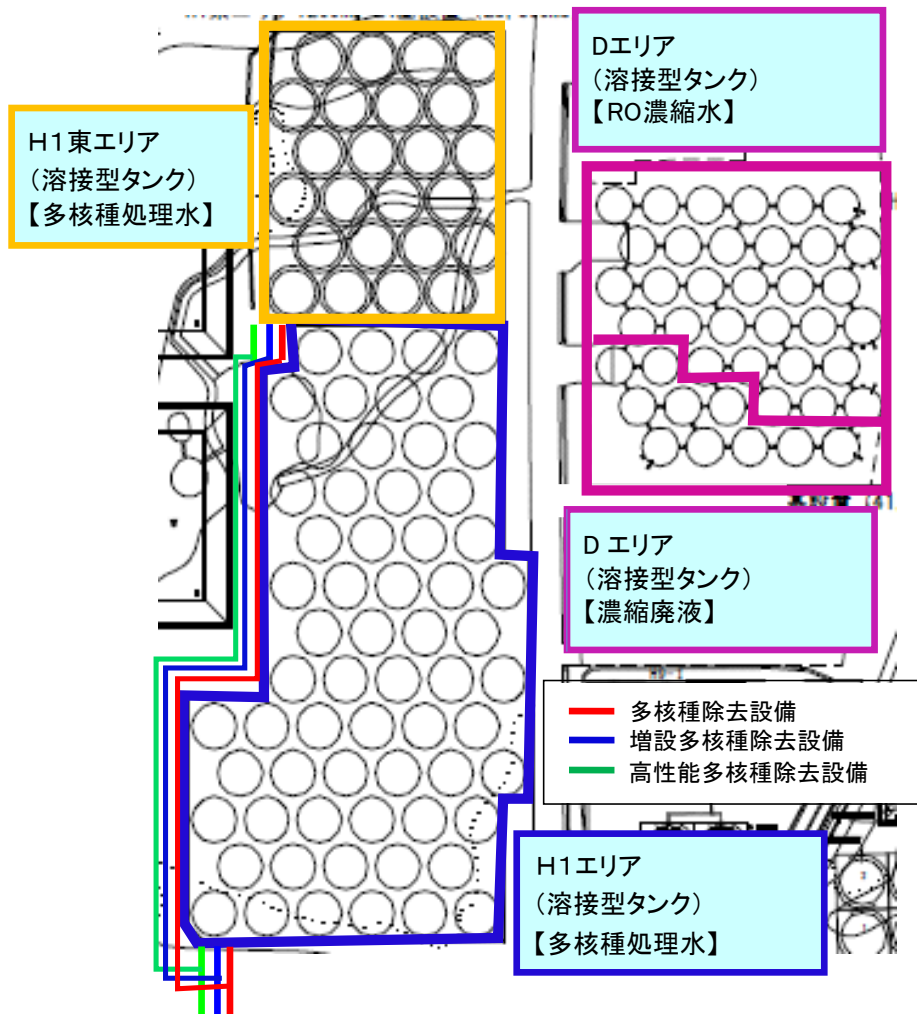 Dエリア
(溶接型タンク)
【RO濃縮水】
H1東エリア
(溶接型タンク)
【多核種処理水】
D エリア
(溶接型タンク)
【濃縮廃液】
多核種除去設備
増設多核種除去設備
高性能多核種除去設備
H1エリア
(溶接型タンク)
【多核種処理水】